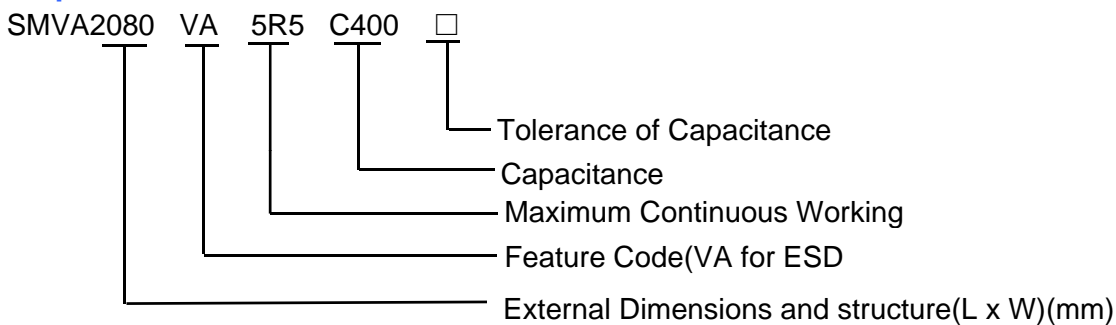 SMVA2080 VA 5R5 C400 □
Tolerance of Capacitance
Capacitance
Maximum Continuous Working
Feature Code(VA for ESD
External Dimensions and structure(L x W)(mm)